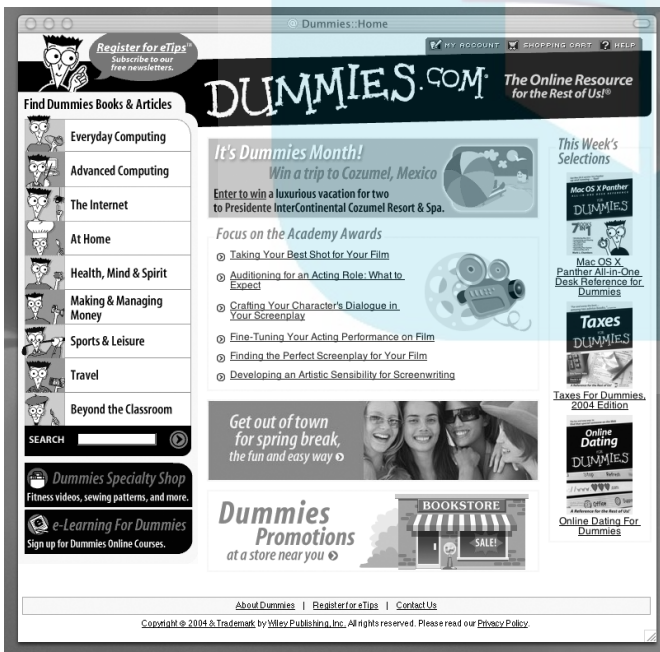 @ Dummies::Home
Register for eTips™
Subscribe to our
free newsletters.
MY ACCOUNT SHOPPING CART ? HELP
DUMMIES.COM®
The Online Resource
for the Rest of Us!®
Find Dummies Books & Articles
Everyday Computing
Advanced Computing
The Internet
At Home
Health, Mind & Spirit
Making & Managing
Money
Sports & Leisure
Travel
Beyond the Classroom
SEARCH
Dummies Specialty Shop
Fitness videos, sewing patterns, and more.
e-Learning For Dummies
Sign up for Dummies Online Courses.
It's Dummies Month!
Win a trip to Cozumel, Mexico
Enter to win a luxurious vacation for two
to Presidente InterContinental Cozumel Resort & Spa.
Focus on the Academy Awards
Taking Your Best Shot for Your Film
Auditioning for an Acting Role: What to
Expect
Crafting Your Character's Dialogue in
Your Screenplay
Fine-Tuning Your Acting Performance on Film
Finding the Perfect Screenplay for Your Film
Developing an Artistic Sensibility for Screenwriting
Get out of town
for spring break,
the fun and easy way
Dummies
Promotions
at a store near you
BOOKSTORE
SALE!
This Week's
Selections
Mac OS X Panther
FOR
DUMMIES
Mac OS X
Panther All-in-One
Desk Reference for
Dummies
Taxes
FOR
DUMMIES
Taxes For Dummies,
2004 Edition
Online
Dating
FOR
DUMMIES
Online Dating For
Dummies
About Dummies | Register for eTips | Contact Us
Copyright © 2004 & Trademark by Wiley Publishing, Inc. All rights reserved. Please read our Privacy Policy.